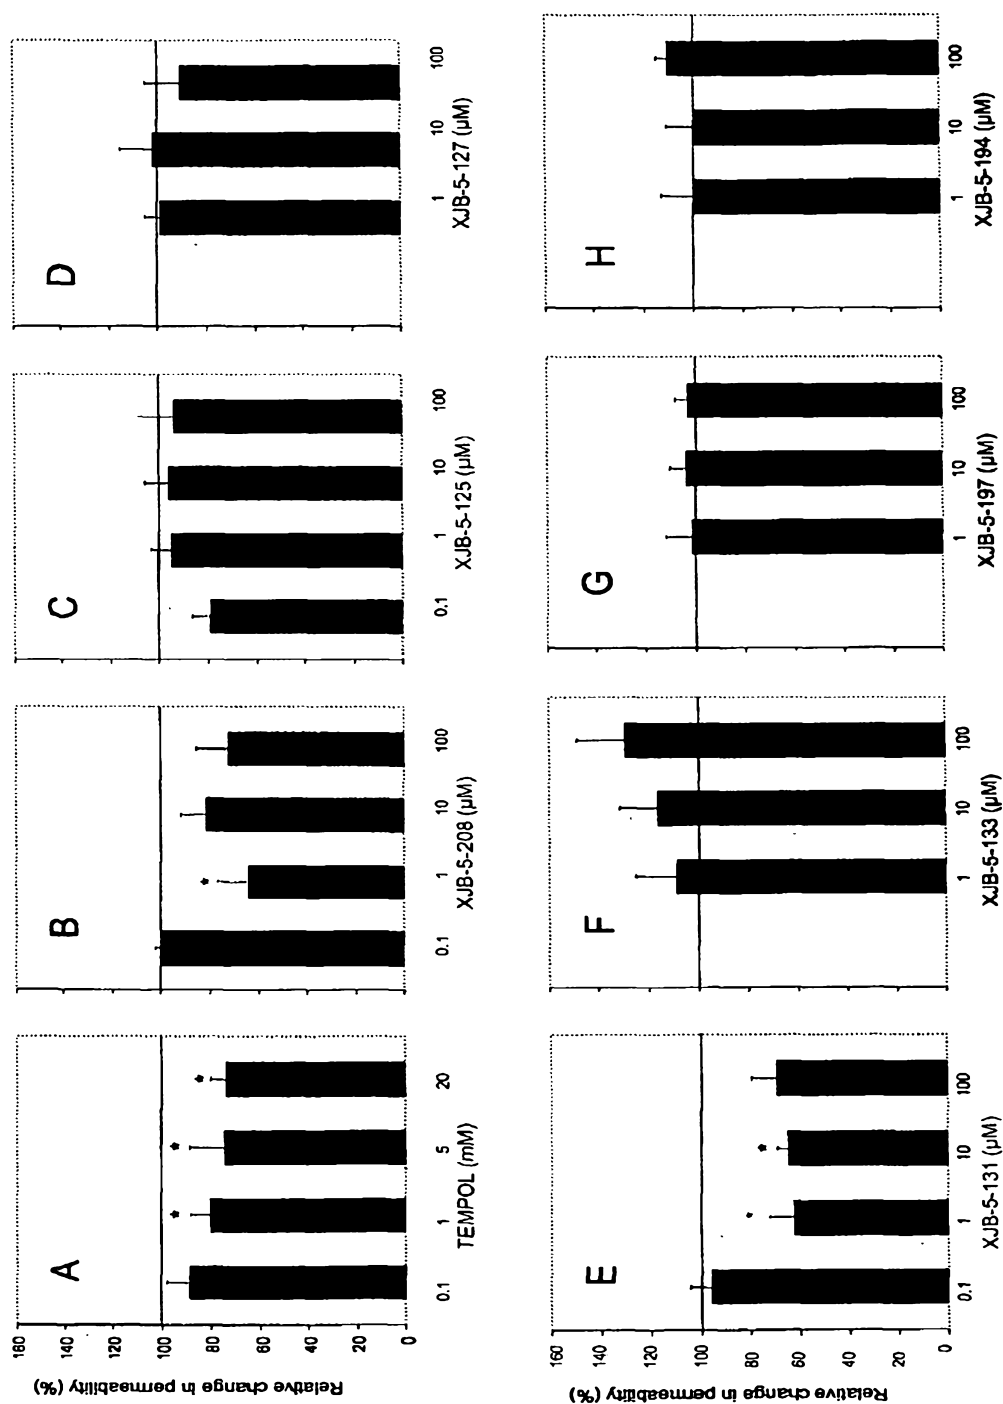 A
Relative change in permeability (%)
160
140
120
100
80
60
40
20
0
0.1 1 5 20
TEMPOL (mM)
B
0.1 1 10 100
XJB-5-208 (µM)
C
0.1 1 10 100
XJB-5-125 (µM)
D
1 10 100
XJB-5-127 (µM)
E
Relative change in permeability (%)
160
140
120
100
80
60
40
20
0
0.1 1 10 100
XJB-5-131 (µM)
F
1 10 100
XJB-5-133 (µM)
G
1 10 100
XJB-5-197 (µM)
H
1 10 100
XJB-5-194 (µM)